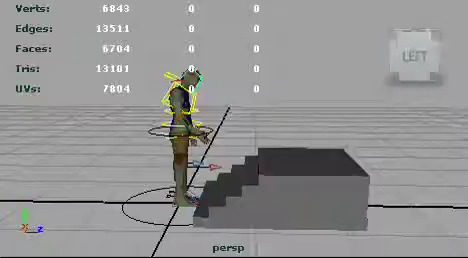 Verts: 6843 0 0
Edges: 13511 0 0
Faces: 6704 0 0
Tris: 13101 0 0
UVs: 7804 0 0
LEFT
z
persp